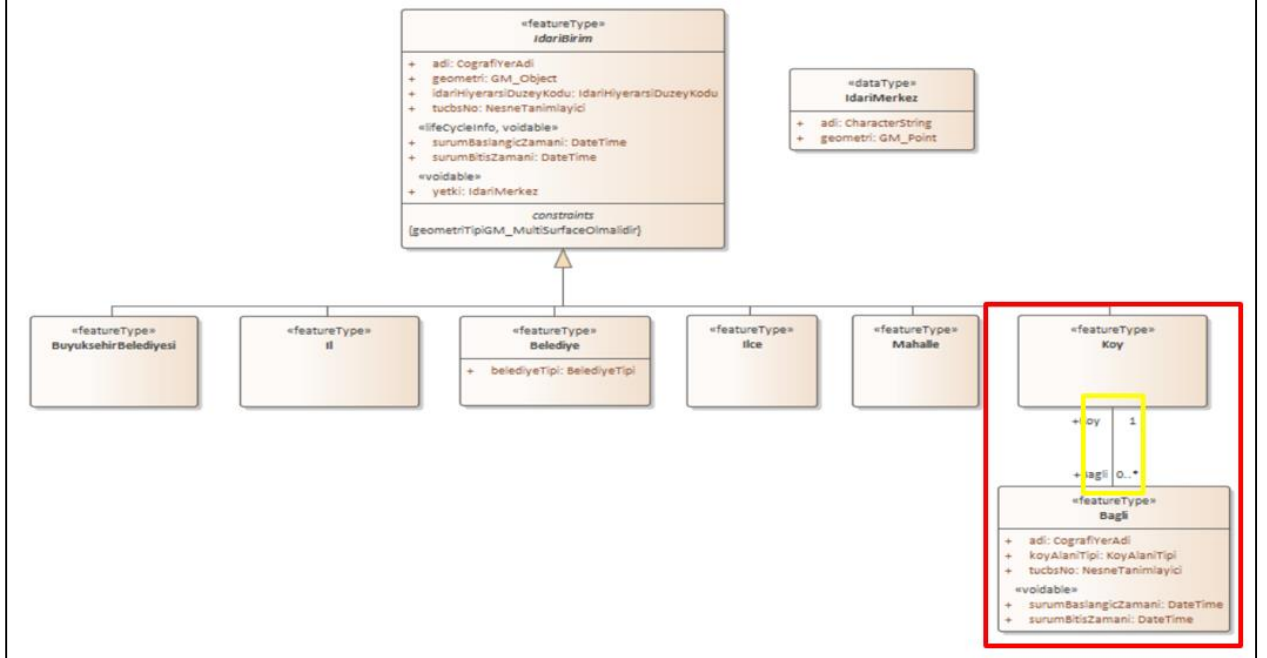 «featureType»
IdariBirim
+ adi: CografiYerAdi
+ geometri: GM_Object
+ idariHiyerarsiDuzeyKodu: IdariHiyerarsiDuzeyKodu
+ tucbsNo: NesneTanimlayici
«lifeCycleInfo, voidable»
+ surumBaslangicZamani: DateTime
+ surumBitisZamani: DateTime
«voidable»
+ yetki: IdariMerkez
constraints
{geometriTipiGM_MultiSurfaceOlmalidir}
«dataType»
IdariMerkez
+ adi: CharacterString
+ geometri: GM_Point
«featureType»
BuyuksehirBelediyesi
«featureType»
Il
«featureType»
Belediye
+ belediyeTipi: BelediyeTipi
«featureType»
Ilce
«featureType»
Mahalle
«featureType»
Koy
+Koy 1
+Bagli 0..*
«featureType»
Bagli
+ adi: CografiYerAdi
+ koyAlaniTipi: KoyAlaniTipi
+ tucbsNo: NesneTanimlayici
«voidable»
+ surumBaslangicZamani: DateTime
+ surumBitisZamani: DateTime